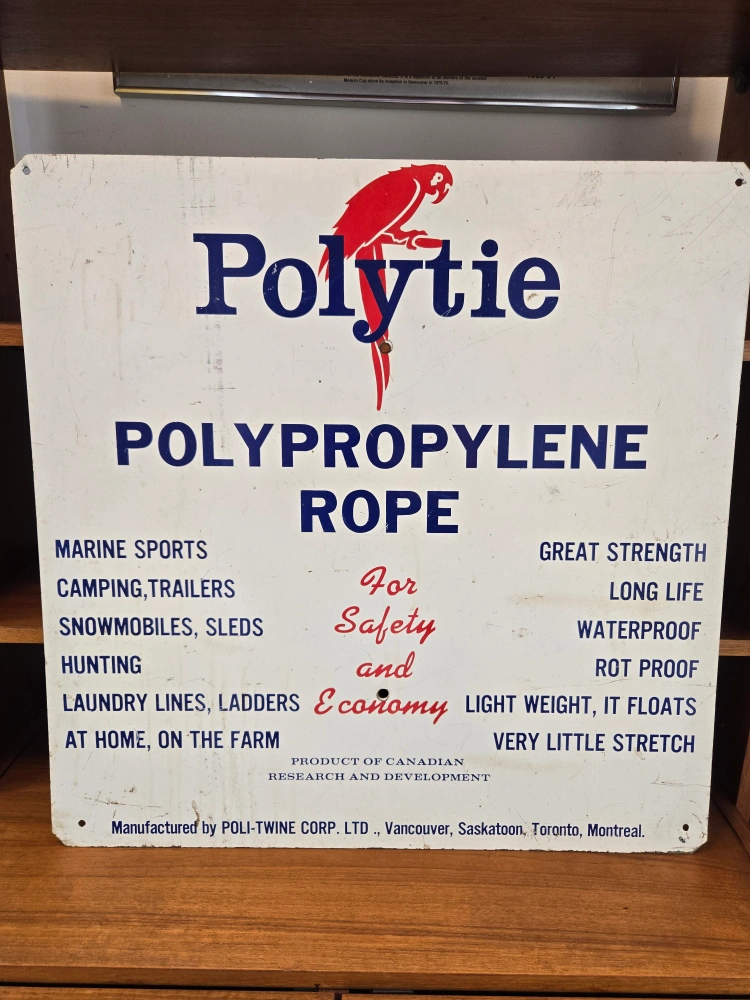 Polytie
POLYPROPYLENE
ROPE
MARINE SPORTS
CAMPING,TRAILERS
SNOWMOBILES, SLEDS
HUNTING
LAUNDRY LINES, LADDERS
AT HOME, ON THE FARM
For
Safety
and
Economy
GREAT STRENGTH
LONG LIFE
WATERPROOF
ROT PROOF
LIGHT WEIGHT, IT FLOATS
VERY LITTLE STRETCH
PRODUCT OF CANADIAN
RESEARCH AND DEVELOPMENT
Manufactured by POLI-TWINE CORP. LTD ., Vancouver, Saskatoon, Toronto, Montreal.